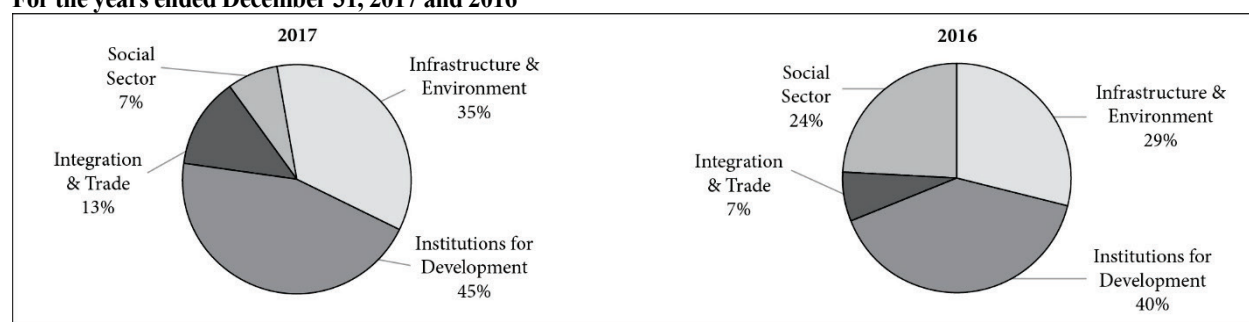 For the years ended December 31, 2017 and 2016
2017
Social
Sector
7%
Infrastructure &
Environment
35%
Integration
& Trade
13%
Institutions for
Development
45%
2016
Social
Sector
24%
Infrastructure &
Environment
29%
Integration
& Trade
7%
Institutions for
Development
40%